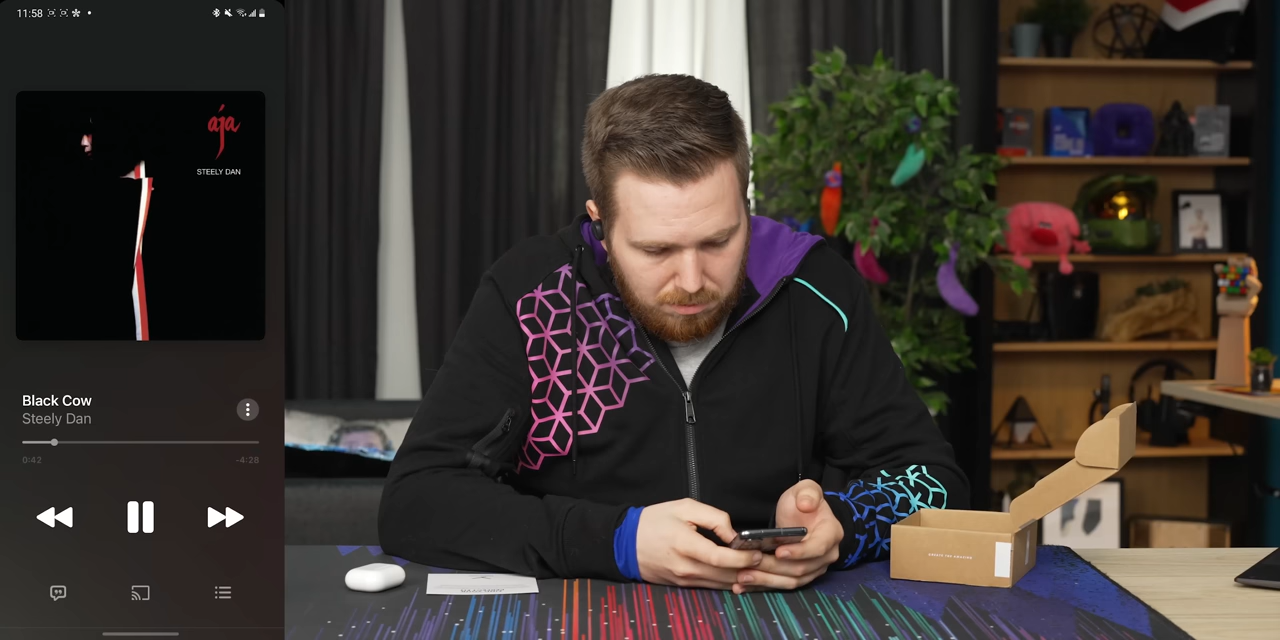 11:58
aja
STEELY DAN
Black Cow
Steely Dan
0:42
-4:28